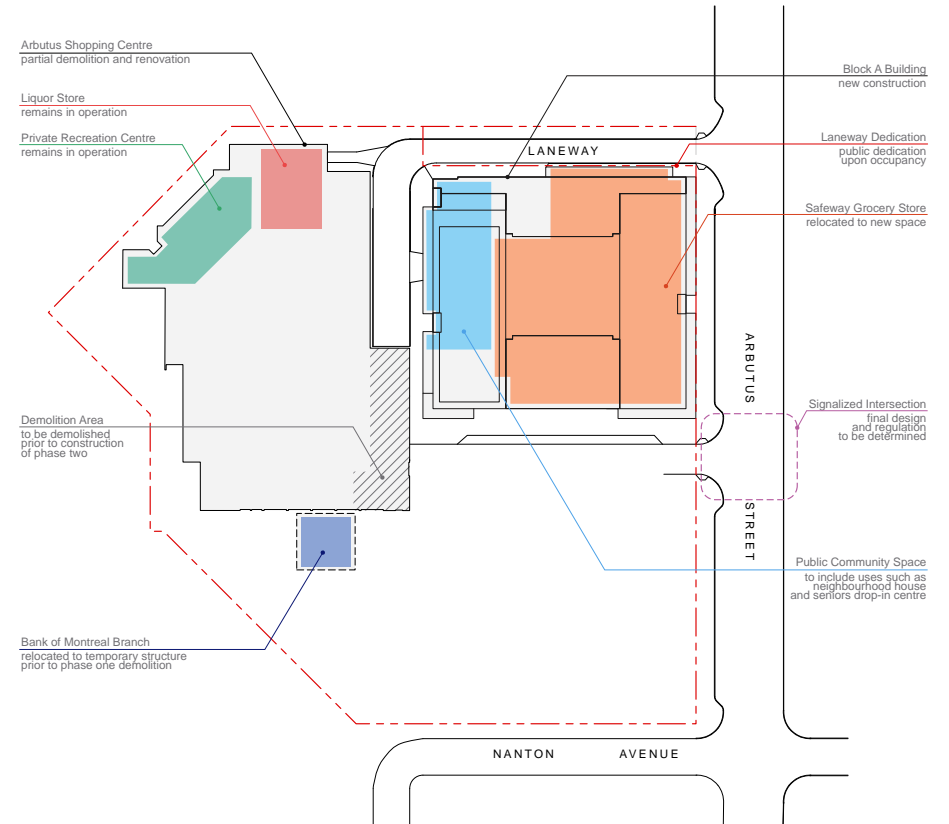 Arbutus Shopping Centre
partial demolition and renovation
Liquor Store
remains in operation
Private Recreation Centre
remains in operation
Demolition Area
to be demolished
prior to construction
of phase two
Bank of Montreal Branch
relocated to temporary structure
prior to phase one demolition
LANEWAY
Block A Building
new construction
Laneway Dedication
public dedication
upon occupancy
Safeway Grocery Store
relocated to new space
ARBUTUS
STREET
Signalized Intersection
final design
and regulation
to be determined
Public Community Space
to include uses such as
neighbourhood house
and seniors drop-in centre
NANTON AVENUE